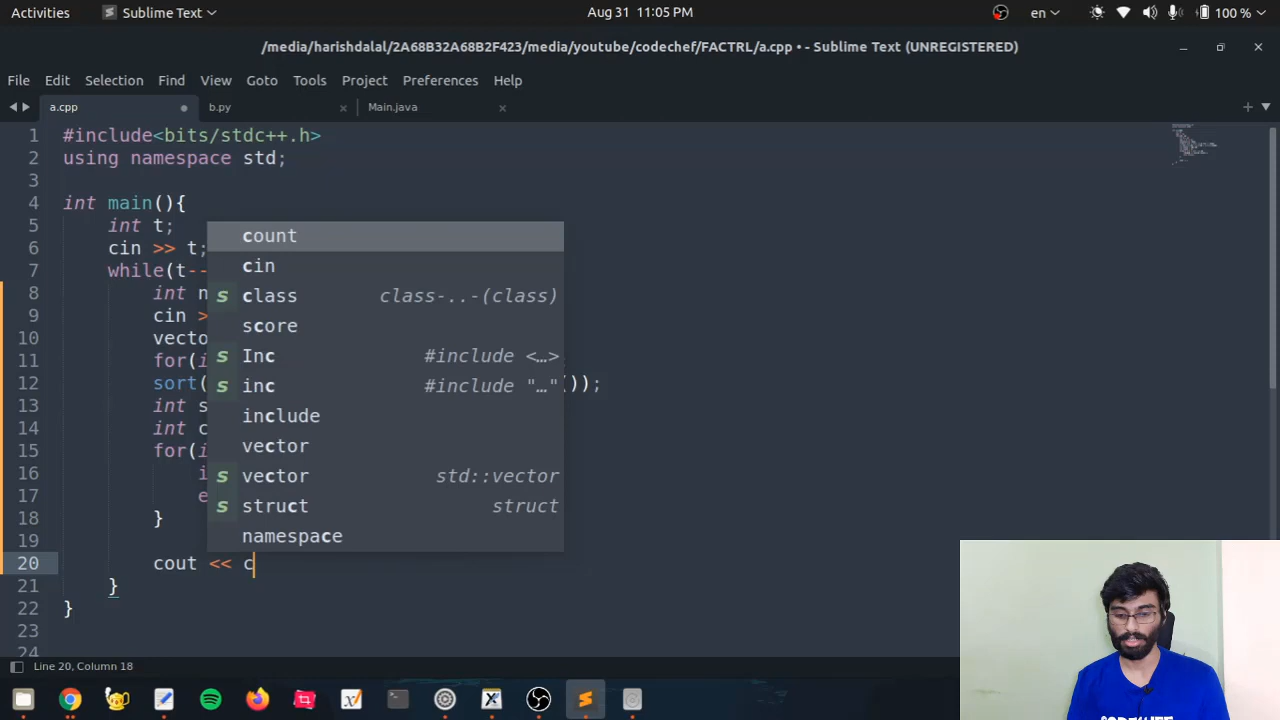 Activities Sublime Text Aug 31 11:05 PM en 100 %
/media/harishdalal/2A68B32A68B2F423/media/youtube/codechef/FACTRL/a.cpp • - Sublime Text (UNREGISTERED)
File Edit Selection Find View Goto Tools Project Preferences Help
a.cpp b.py Main.java
1 #include<bits/stdc++.h>
2 using namespace std;
3
4 int main(){
5 int t;
6 cin >> t;
7 while(t--
8 int n
9 cin >
10 vecto
11 for(i
12 sort( ());
13 int s
14 int c
15 for(i
16 i
17 e
18 }
19
20 cout << c
21 }
22 }
23
24
count
cin
s class class-..-(class)
score
s Inc #include <…>
s inc #include "…"
include
vector
s vector std::vector
s struct struct
namespace
Line 20, Column 18